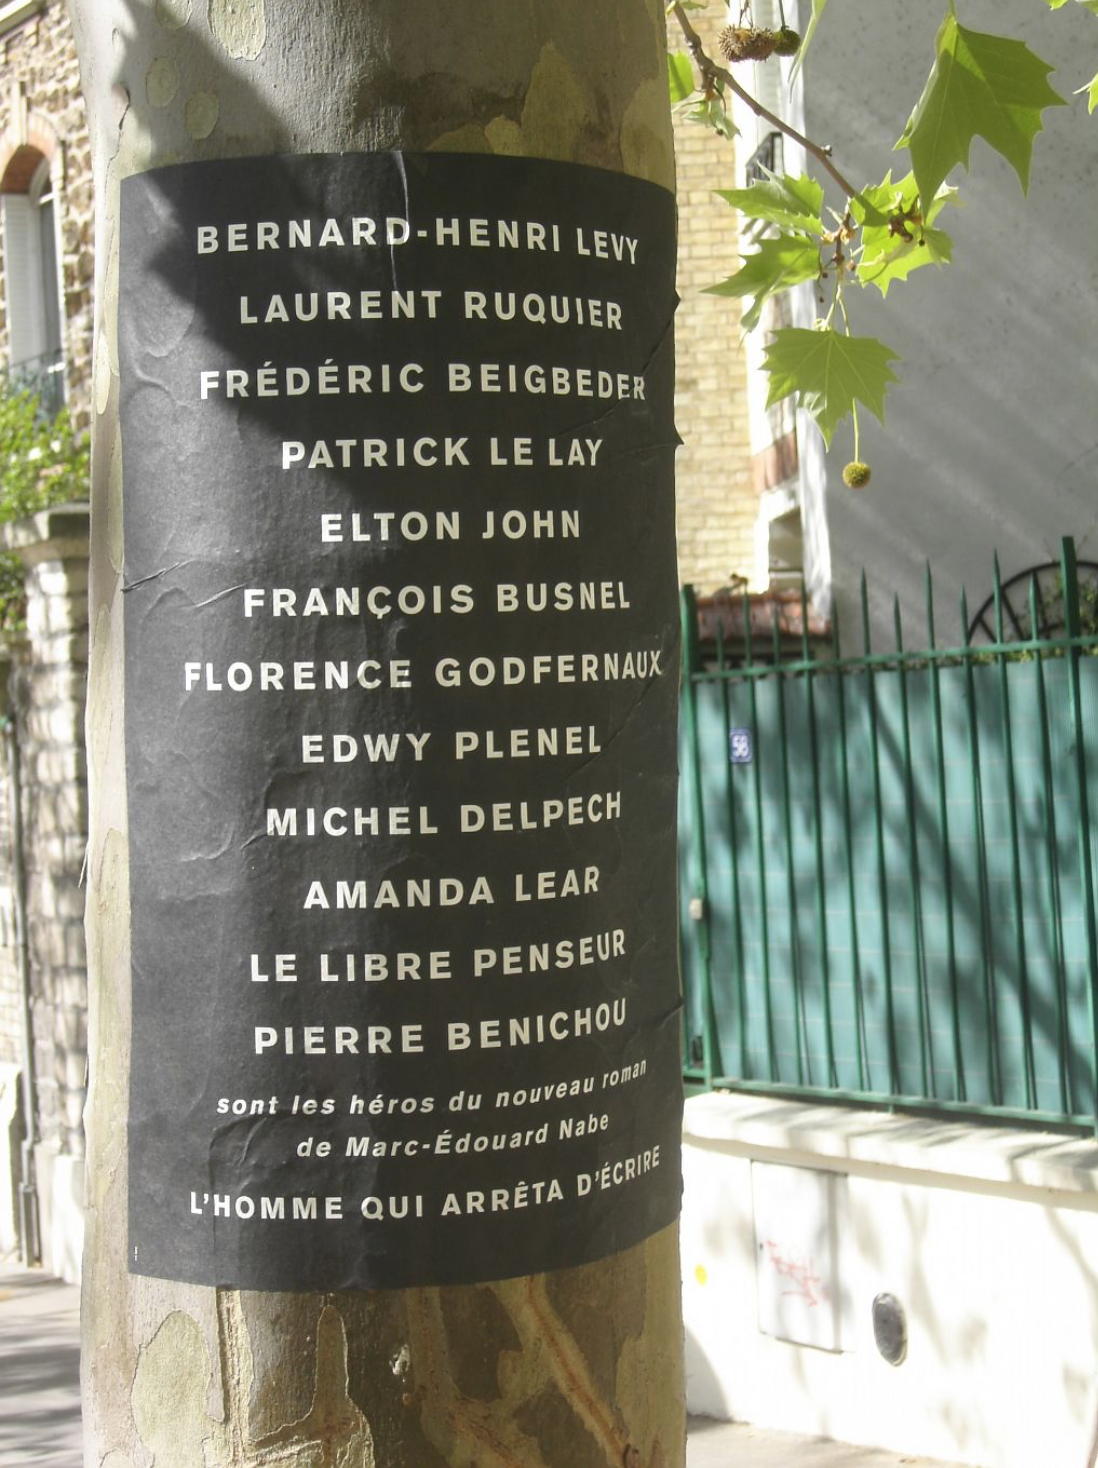 BERNARD-HENRI LEVY
LAURENT RUQUIER
FRÉDÉRIC BEIGBEDER
PATRICK LE LAY
ELTON JOHN
FRANÇOIS BUSNEL
FLORENCE GODFERNAUX
EDWY PLENEL
MICHEL DELPECH
AMANDA LEAR
LE LIBRE PENSEUR
PIERRE BENICHOU
sont les héros du nouveau roman
de Marc-Édouard Nabe
L'HOMME QUI ARRÊTA D'ÉCRIRE
56